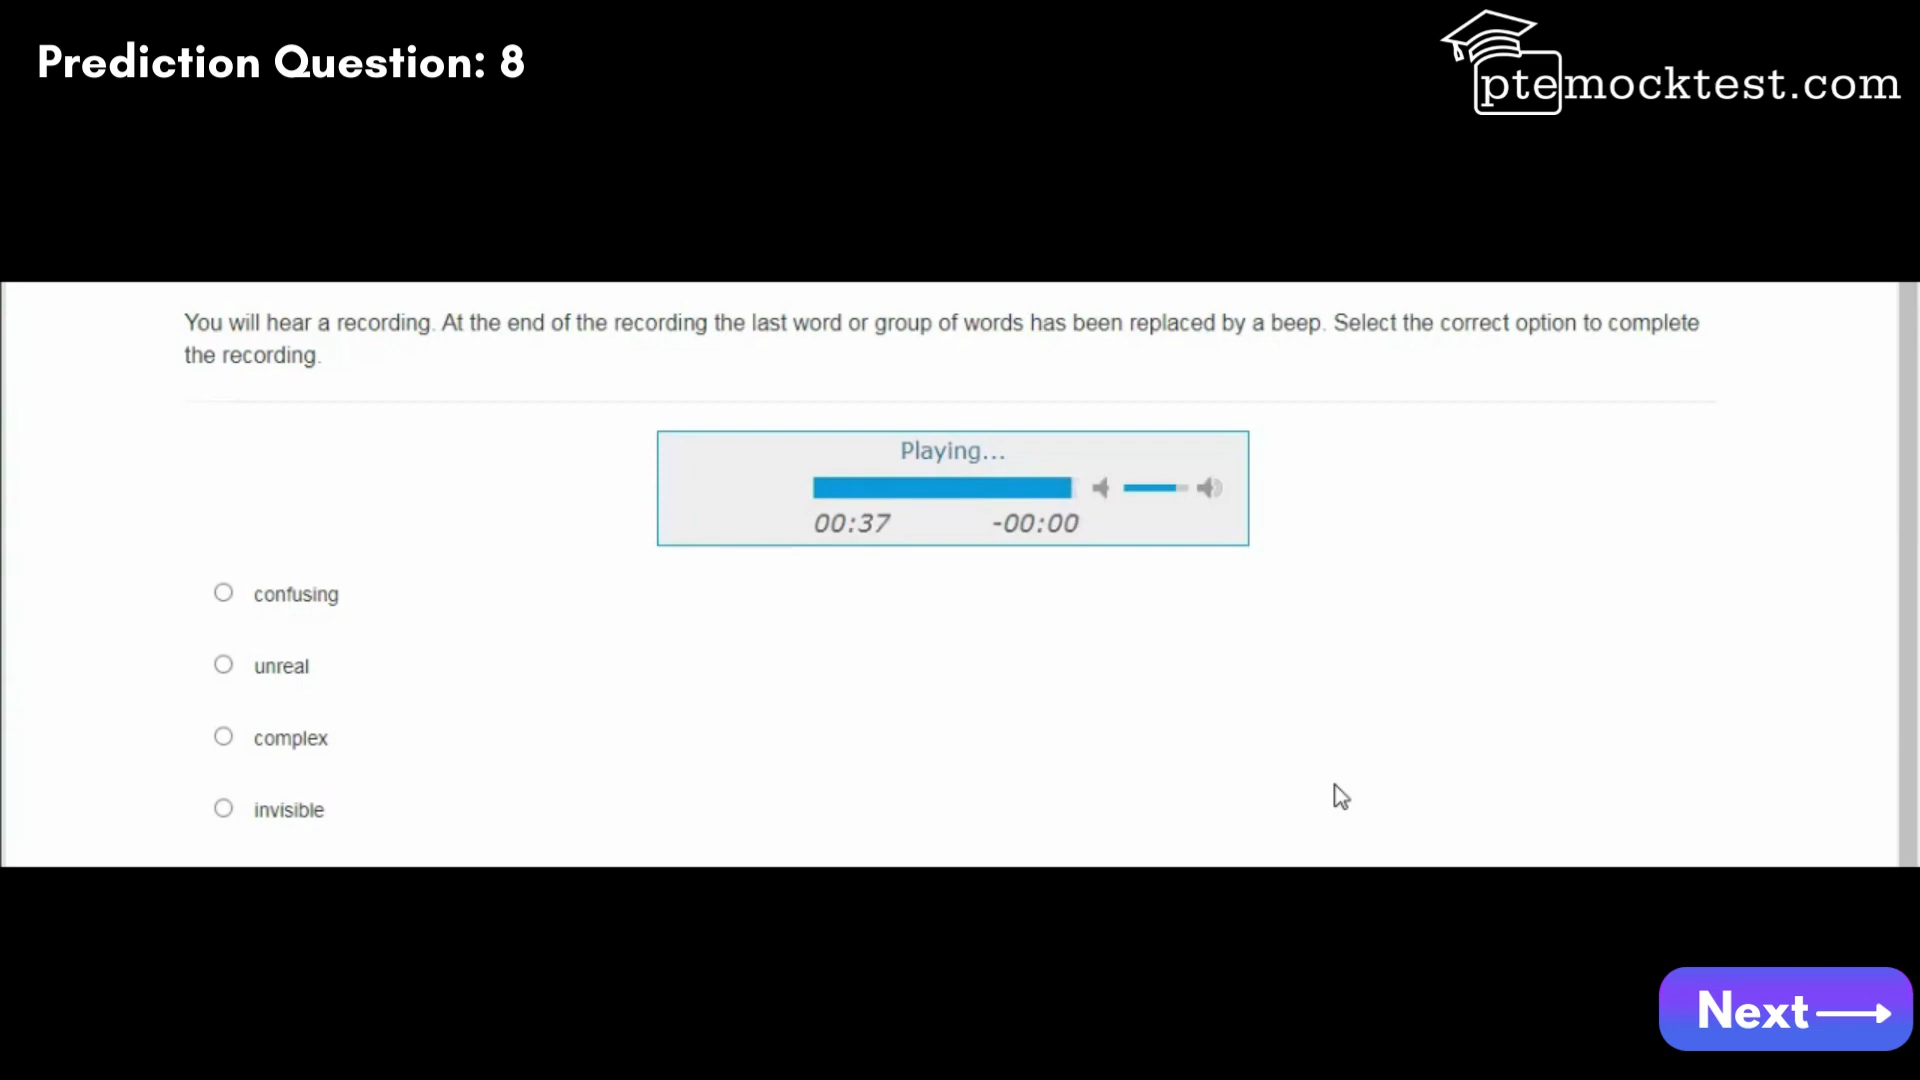 Prediction Question: 8
ptemocktest.com
You will hear a recording. At the end of the recording the last word or group of words has been replaced by a beep. Select the correct option to complete
the recording.
Playing...
00:37 -00:00
confusing
unreal
complex
invisible
Next